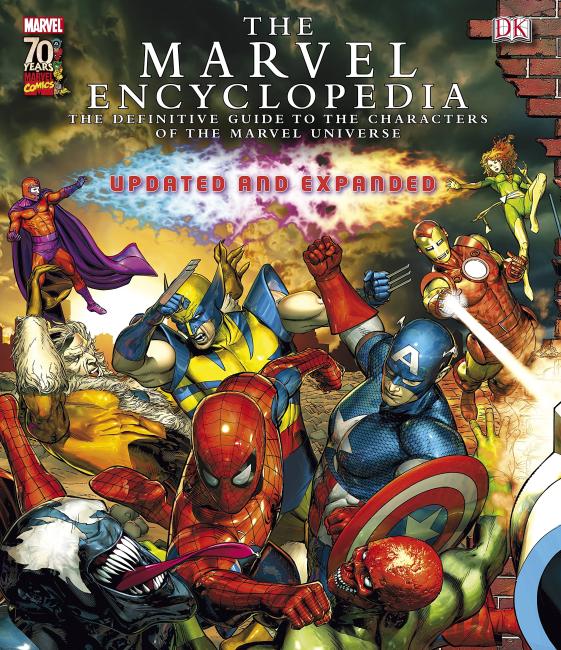 MARVEL
70
YEARS
MARVEL
COMICS
THE
MARVEL
ENCYCLOPEDIA
THE DEFINITIVE GUIDE TO THE CHARACTERS
OF THE MARVEL UNIVERSE
DK
UPDATED AND EXPANDED
A